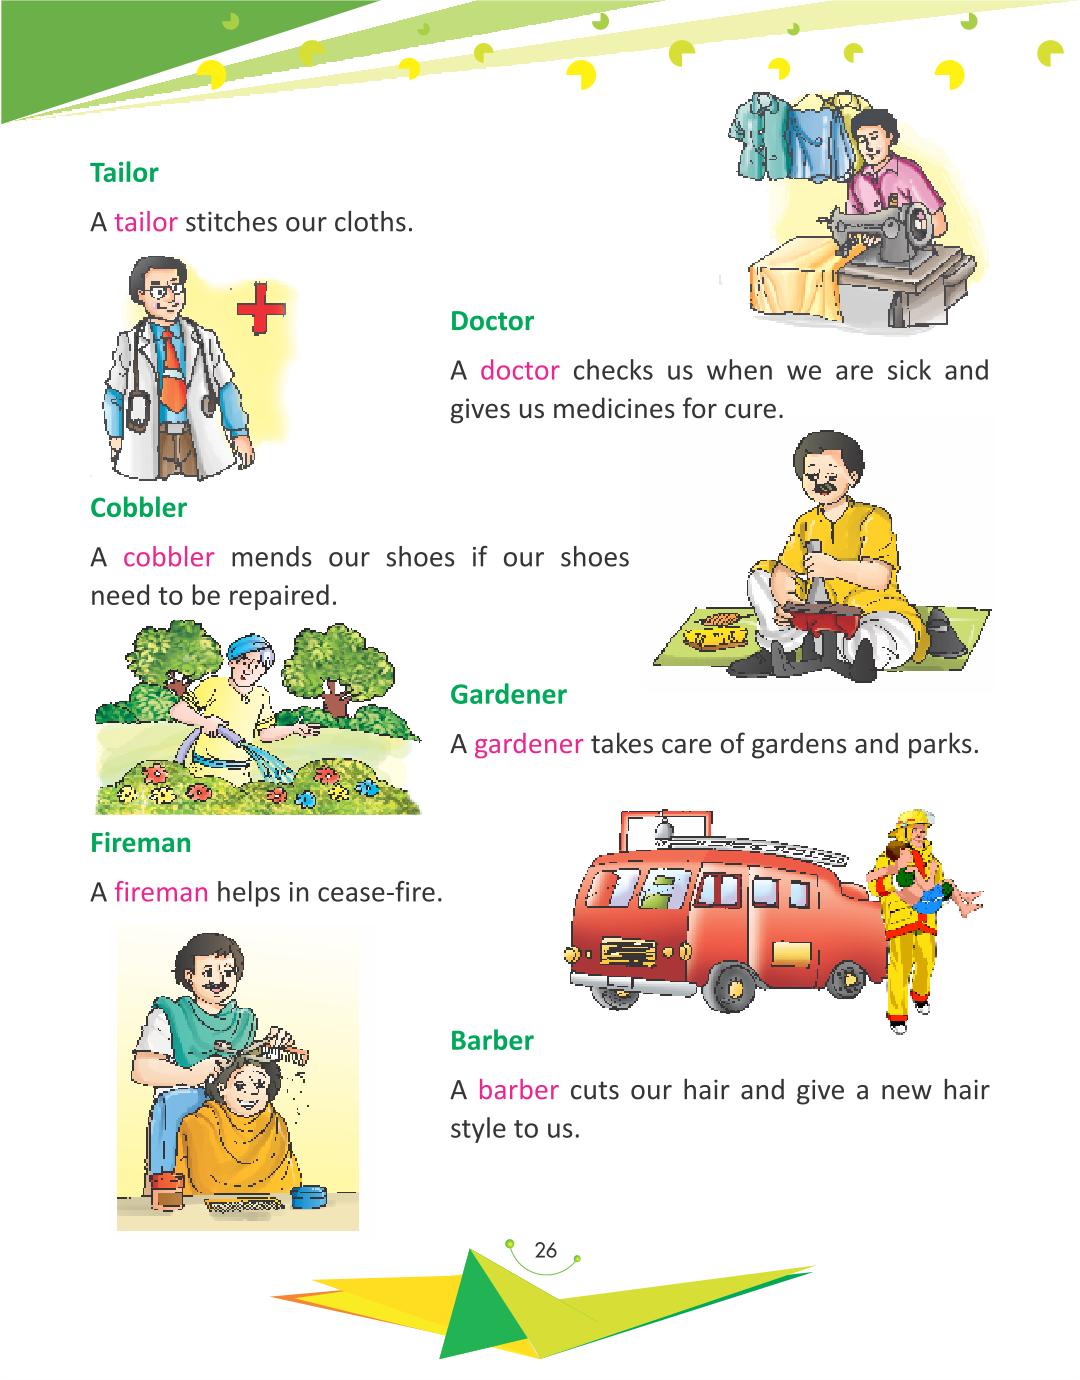 Tailor
A tailor stitches our cloths.
Doctor
A doctor checks us when we are sick and
gives us medicines for cure.
Cobbler
A cobbler mends our shoes if our shoes
need to be repaired.
Gardener
A gardener takes care of gardens and parks.
Fireman
A fireman helps in cease-fire.
Barber
A barber cuts our hair and give a new hair
style to us.
26